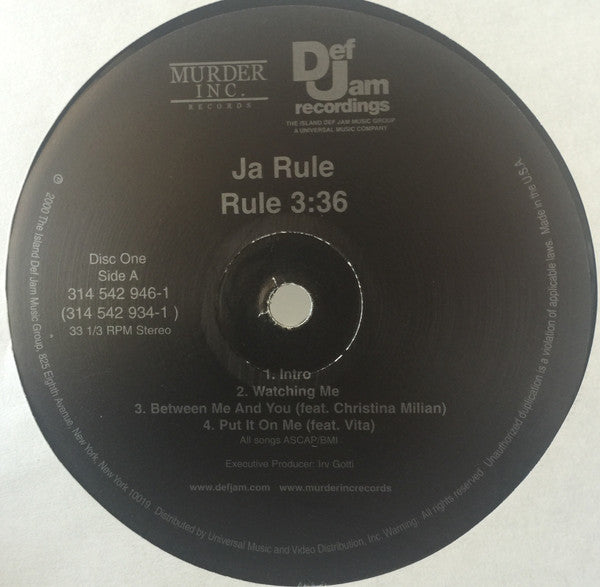 MURDER
INC.
RECORDS
Def
Jam
recordings
THE ISLAND DEF JAM MUSIC GROUP
A UNIVERSAL MUSIC COMPANY
Ja Rule
Rule 3:36
Disc One
Side A
314 542 946-1
(314 542 934-1 )
33 1/3 RPM Stereo
1. Intro
2. Watching Me
3. Between Me And You (feat. Christina Milian)
4. Put It On Me (feat. Vita)
All songs ASCAP/BMI
Executive Producer: Irv Gotti
www.defjam.com www.murderincrecords
℗ 2000 The Island Def Jam Music Group, 825 Eighth Avenue, New York, New York 10019. Distributed by Universal Music and Video Distribution, Inc. Warning: All rights reserved. Unauthorized duplication is a violation of applicable laws. Made in the U.S.A.